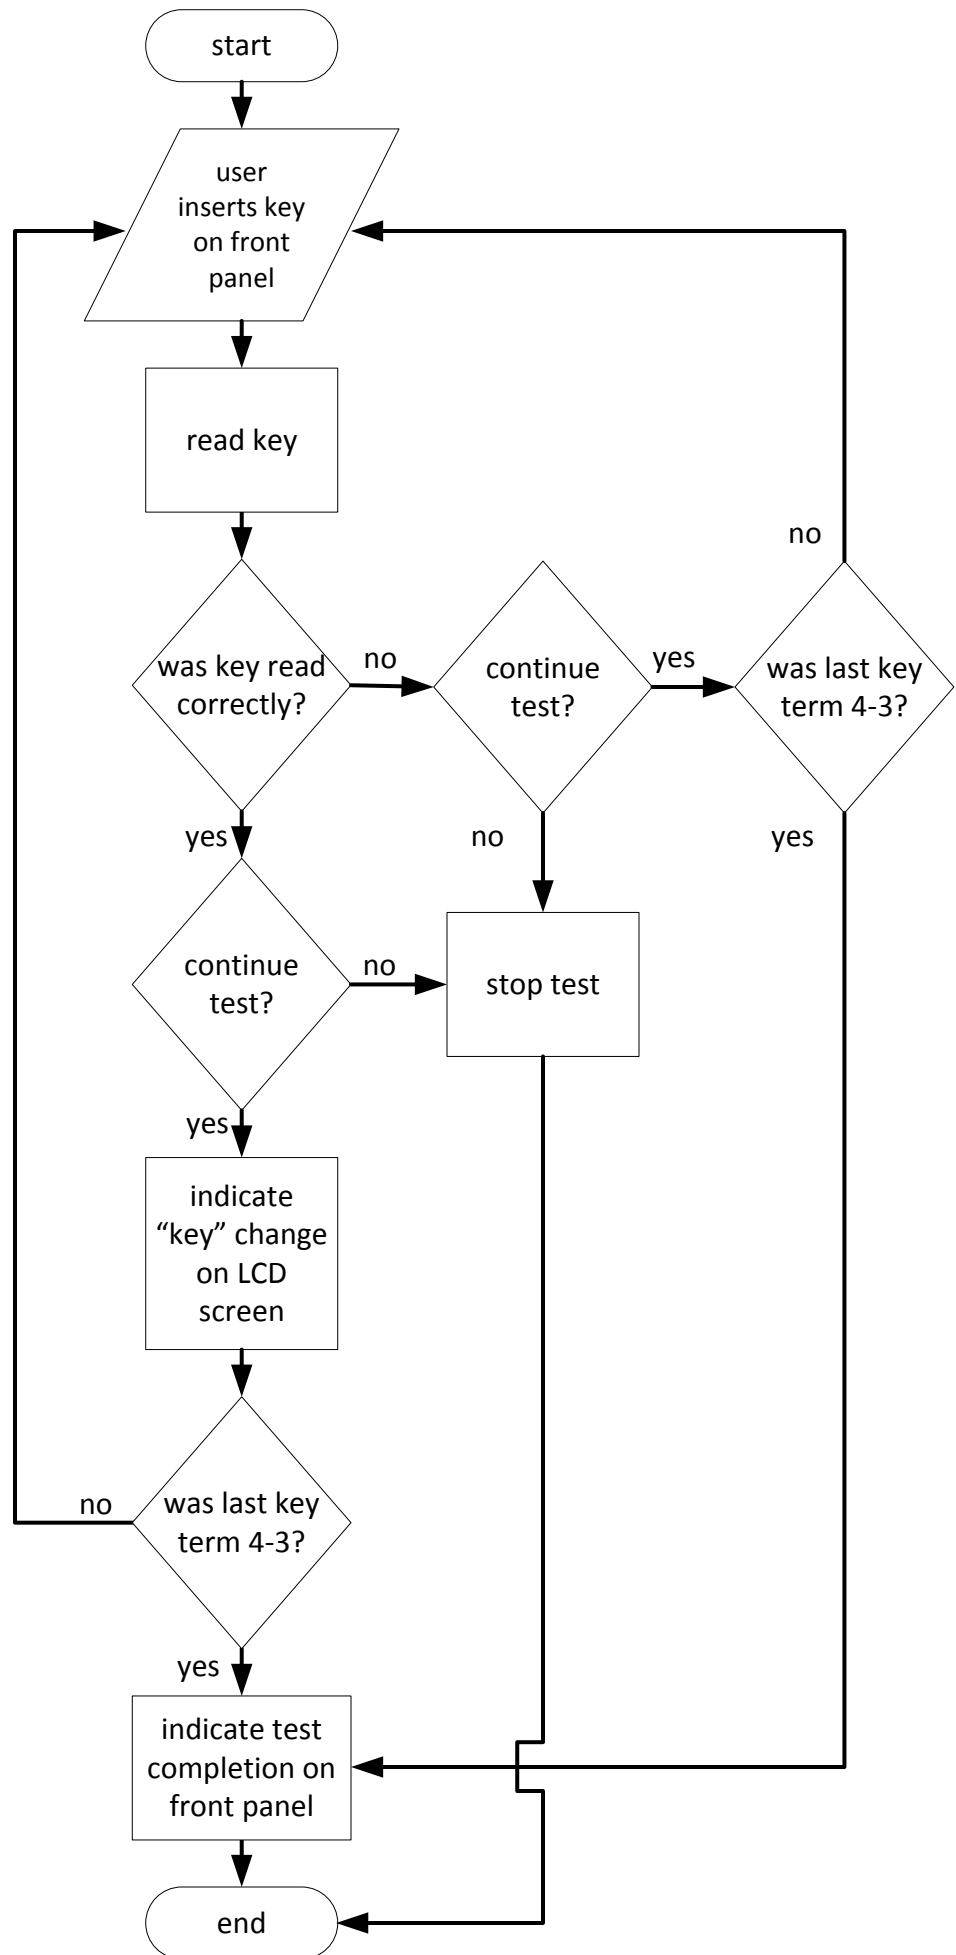 start
user
inserts key
on front
panel
read key
no
was key read
correctly?
no
continue
test?
yes
was last key
term 4-3?
yes
no
yes
continue
test?
no
stop test
yes
indicate
“key” change
on LCD
screen
no
was last key
term 4-3?
yes
indicate test
completion on
front panel
end